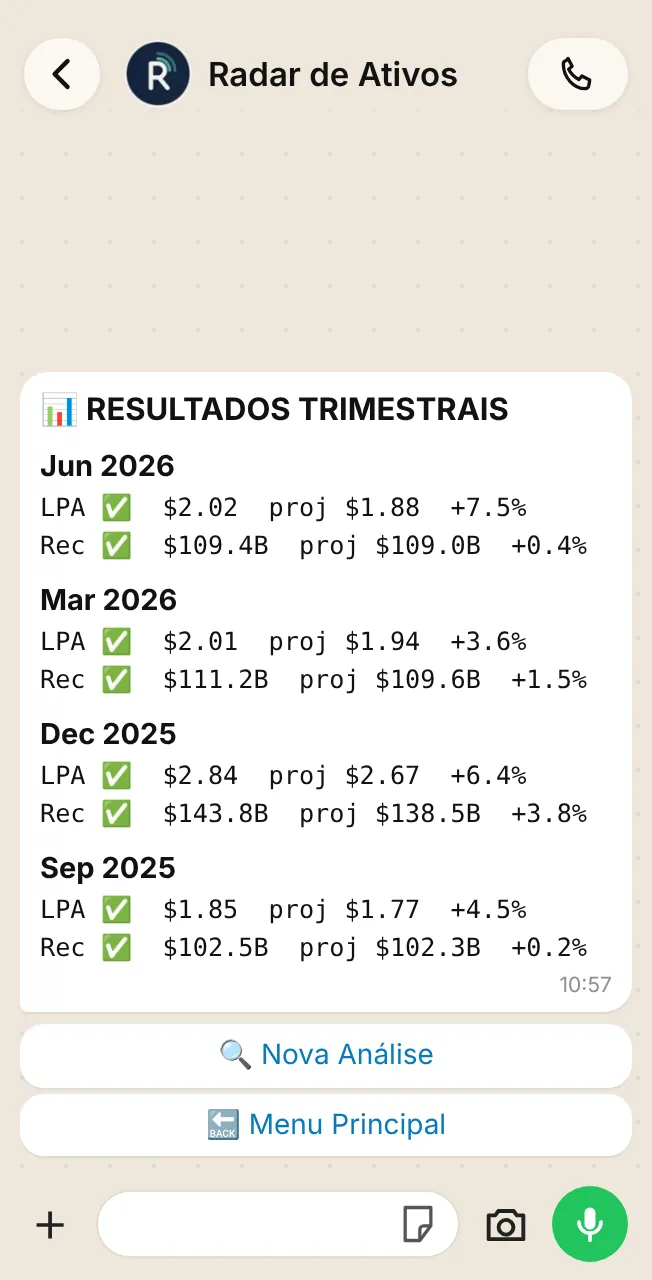 Radar de Ativos
📊 RESULTADOS TRIMESTRAIS
Jun 2026
LPA ✅ $2.02 proj $1.88 +7.5%
Rec ✅ $109.4B proj $109.0B +0.4%
Mar 2026
LPA ✅ $2.01 proj $1.94 +3.6%
Rec ✅ $111.2B proj $109.6B +1.5%
Dec 2025
LPA ✅ $2.84 proj $2.67 +6.4%
Rec ✅ $143.8B proj $138.5B +3.8%
Sep 2025
LPA ✅ $1.85 proj $1.77 +4.5%
Rec ✅ $102.5B proj $102.3B +0.2%
10:57
🔍 Nova Análise
🔙 Menu Principal